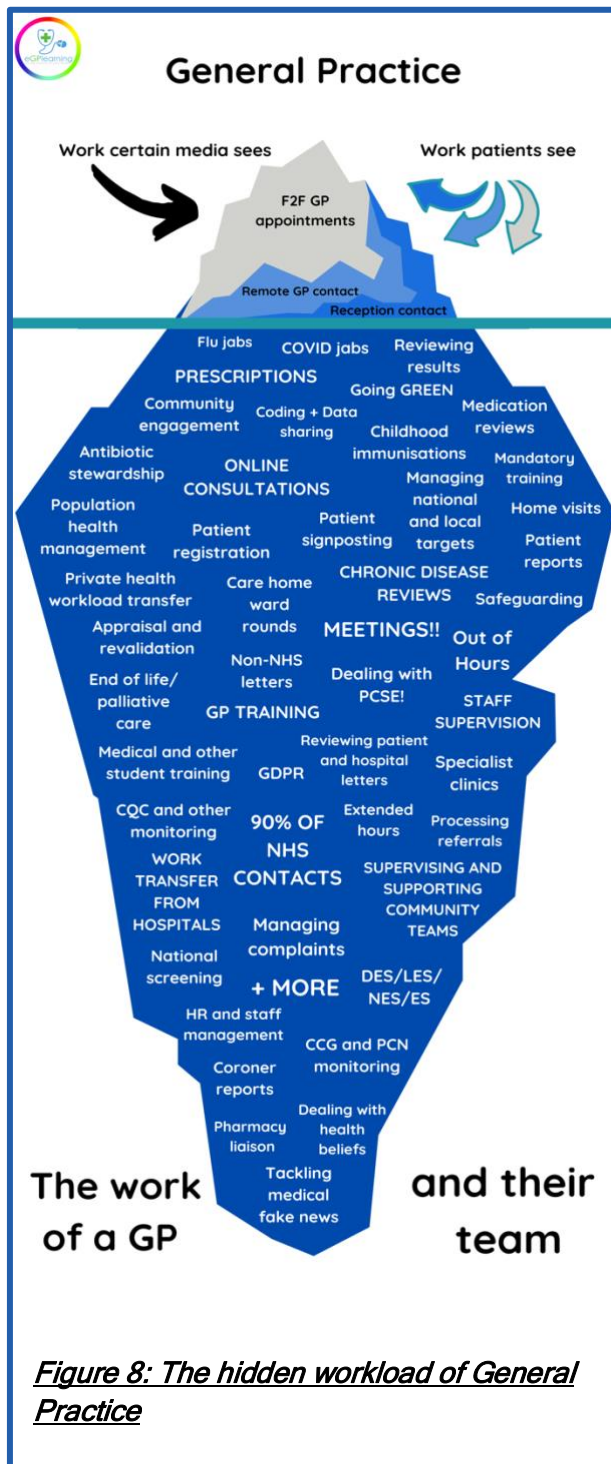 eGPlearning
General Practice
Work certain media sees
Work patients see
F2F GP
appointments
Remote GP contact
Reception contact
Flu jabs
COVID jabs
Reviewing
results
PRESCRIPTIONS
Going GREEN
Community
engagement
Coding + Data
sharing
Childhood
immunisations
Medication
reviews
Antibiotic
stewardship
ONLINE
CONSULTATIONS
Managing
national
and local
targets
Mandatory
training
Population
health
management
Patient
registration
Patient
signposting
Home visits
Patient
reports
Private health
workload transfer
Care home
ward
rounds
CHRONIC DISEASE
REVIEWS
Safeguarding
Appraisal and
revalidation
MEETINGS!!
Out of
Hours
Non-NHS
letters
Dealing with
PCSE!
End of life/
palliative
care
GP TRAINING
STAFF
SUPERVISION
Medical and other
student training
GDPR
Reviewing patient
and hospital
letters
Specialist
clinics
CQC and other
monitoring
90% OF
NHS
CONTACTS
Extended
hours
Processing
referrals
WORK
TRANSFER
FROM
HOSPITALS
SUPERVISING AND
SUPPORTING
COMMUNITY
TEAMS
Managing
complaints
National
screening
+ MORE
DES/LES/
NES/ES
HR and staff
management
CCG and PCN
monitoring
Coroner
reports
Pharmacy
liaison
Dealing with
health
beliefs
Tackling
medical
fake news
The work
of a GP
and their
team
Figure 8: The hidden workload of General
Practice